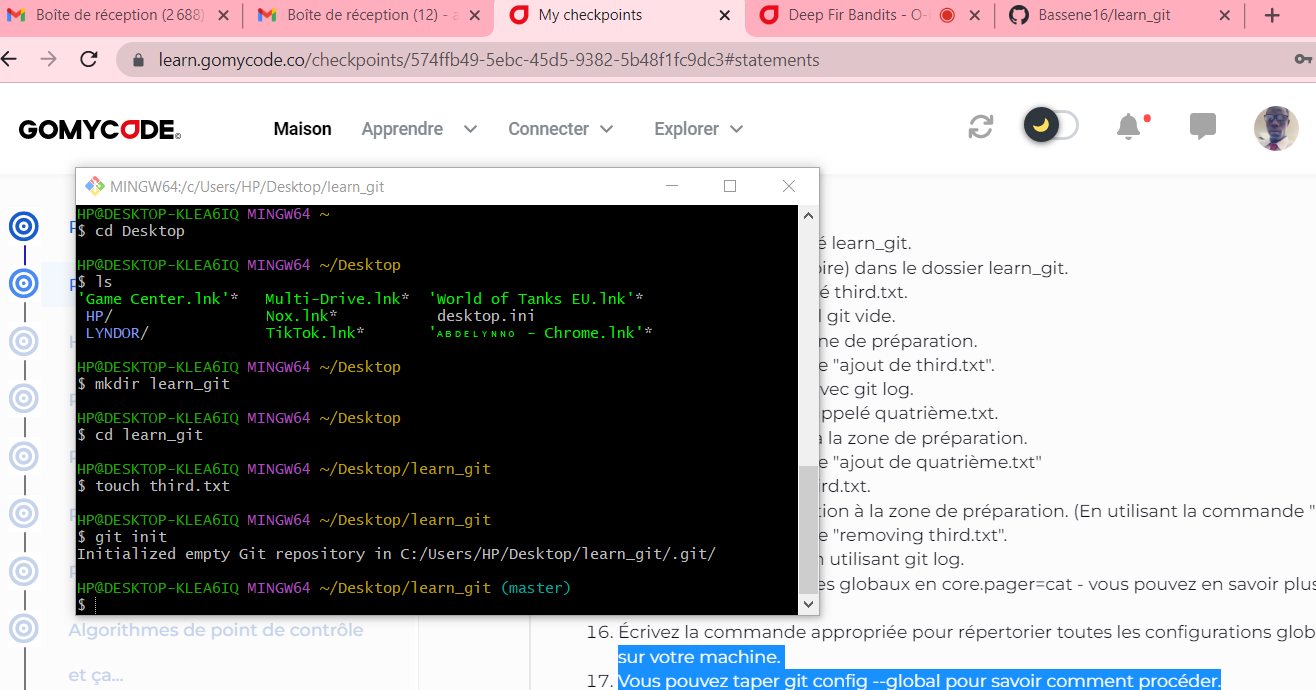 Boîte de réception (2 688)
Boîte de réception (12) - a
My checkpoints
Deep Fir Bandits - O-
Bassene16/learn_git
learn.gomycode.co/checkpoints/574ffb49-5ebc-45d5-9382-5b48f1fc9dc3#statements
GOMYCODE
Maison
Apprendre
Connecter
Explorer
MINGW64:/c/Users/HP/Desktop/learn_git
HP@DESKTOP-KLEA6IQ MINGW64 ~
$ cd Desktop
HP@DESKTOP-KLEA6IQ MINGW64 ~/Desktop
$ ls
'Game Center.lnk'* Multi-Drive.lnk* 'World of Tanks EU.lnk'*
HP/ Nox.lnk* desktop.ini
LYNDOR/ TikTok.lnk* 'ᴀʙᴅᴇʟʏɴɴᴏ - Chrome.lnk'*
HP@DESKTOP-KLEA6IQ MINGW64 ~/Desktop
$ mkdir learn_git
HP@DESKTOP-KLEA6IQ MINGW64 ~/Desktop
$ cd learn_git
HP@DESKTOP-KLEA6IQ MINGW64 ~/Desktop/learn_git
$ touch third.txt
HP@DESKTOP-KLEA6IQ MINGW64 ~/Desktop/learn_git
$ git init
Initialized empty Git repository in C:/Users/HP/Desktop/learn_git/.git/
HP@DESKTOP-KLEA6IQ MINGW64 ~/Desktop/learn_git (master)
$
é learn_git.
oire) dans le dossier learn_git.
é third.txt.
l git vide.
ne de préparation.
e "ajout de third.txt".
vec git log.
ppelé quatrième.txt.
à la zone de préparation.
e "ajout de quatrième.txt"
rd.txt.
tion à la zone de préparation. (En utilisant la commande "
e "removing third.txt".
n utilisant git log.
es globaux en core.pager=cat - vous pouvez en savoir plus
16. Écrivez la commande appropriée pour répertorier toutes les configurations glob
sur votre machine.
17. Vous pouvez taper git config --global pour savoir comment procéder.
Algorithmes de point de contrôle
et ça...